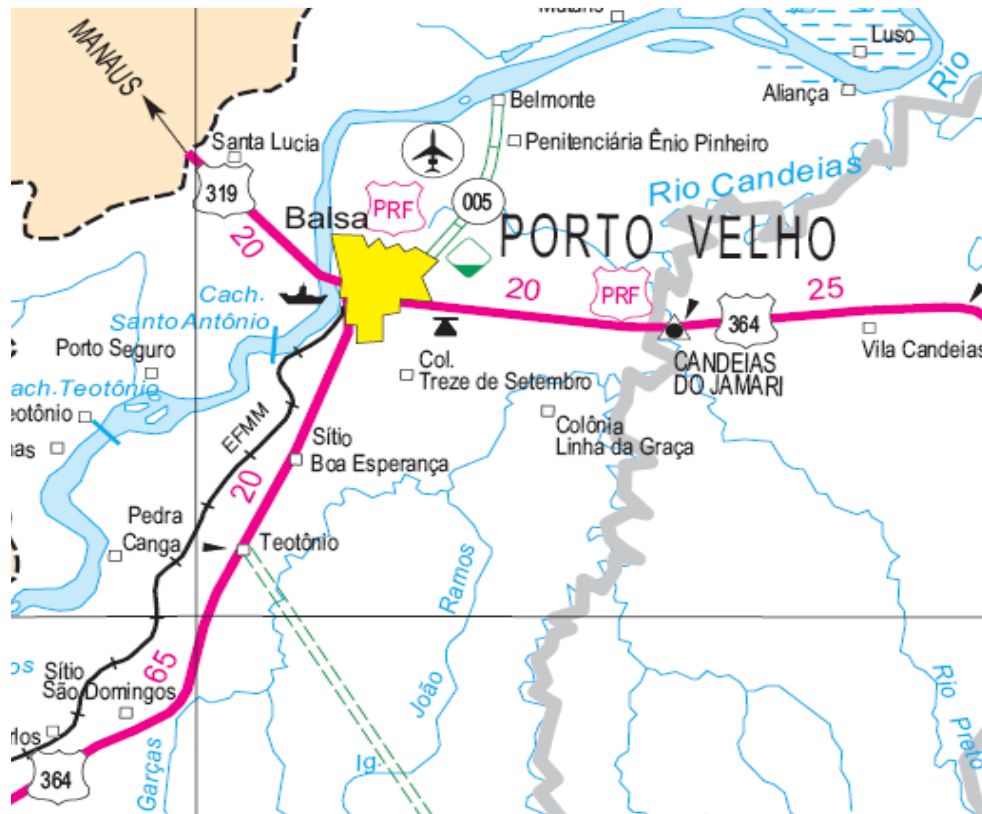 MANAUS
Luso
Rio
Aliança
Belmonte
Penitenciária Ênio Pinheiro
Santa Lucia
319
PRF
005
Rio Candeias
Balsa
PORTO VELHO
20
20
PRF
25
Cach.
Santo Antônio
364
Porto Seguro
Vila Candeias
CANDEIAS
DO JAMARI
Col.
Treze de Setembro
ach.Teotônio
eotônio
Colônia
Linha da Graça
EFMM
Sítio
Boa Esperança
as
20
Pedra
Canga
Teotônio
Ramos
João
Ig.
65
os
Sítio
São Domingos
rlos
364
Garças
Rio Preto